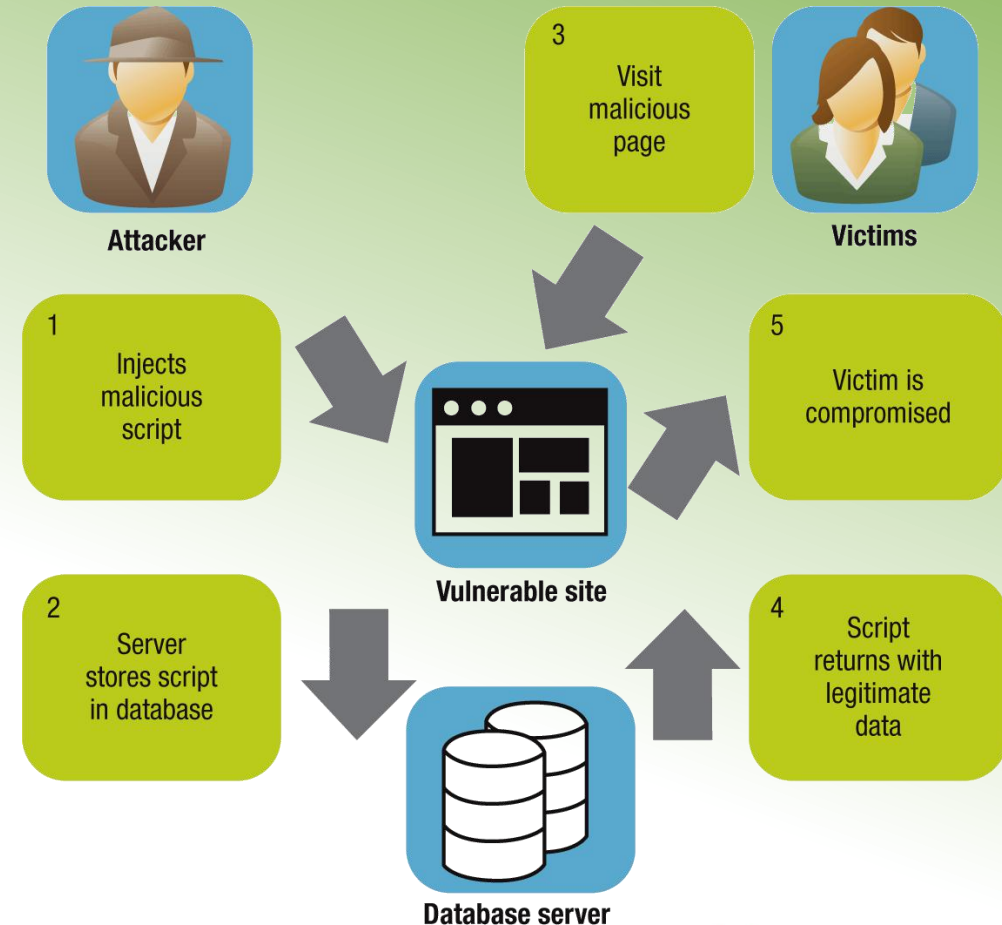 Attacker
3
Visit
malicious
page
Victims
1
Injects
malicious
script
5
Victim is
compromised
Vulnerable site
2
Server
stores script
in database
4
Script
returns with
legitimate
data
Database server